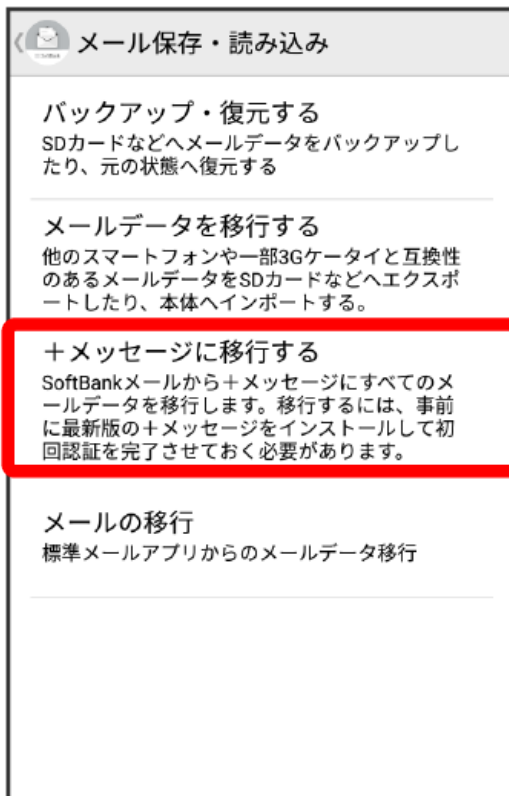 メール保存・読み込み
バックアップ・復元する
SDカードなどへメールデータをバックアップし
たり、元の状態へ復元する
メールデータを移行する
他のスマートフォンや一部3Gケータイと互換性
のあるメールデータをSDカードなどへエクスポ
ートしたり、本体へインポートする。
＋メッセージに移行する
SoftBankメールから＋メッセージにすべてのメ
ールデータを移行します。移行するには、事前
に最新版の＋メッセージをインストールして初
回認証を完了させておく必要があります。
メールの移行
標準メールアプリからのメールデータ移行